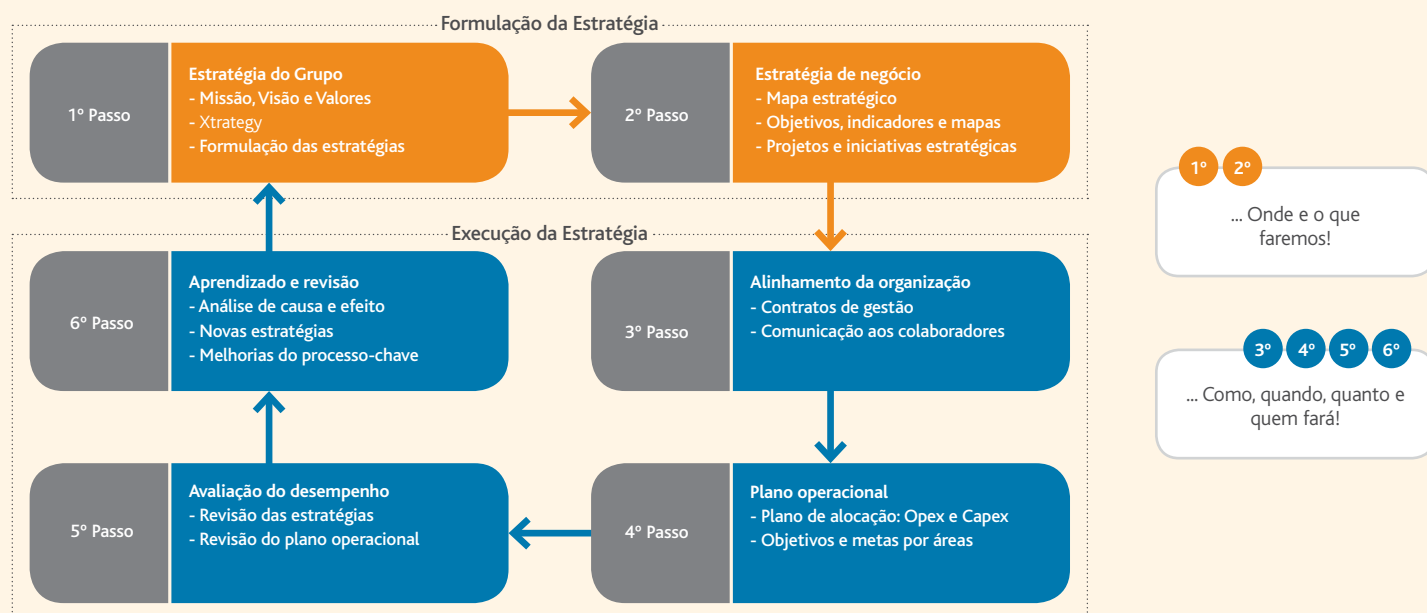 Formulação da Estratégia
1º Passo
Estratégia do Grupo
- Missão, Visão e Valores
- Xtrategy
- Formulação das estratégias
2º Passo
Estratégia de negócio
- Mapa estratégico
- Objetivos, indicadores e mapas
- Projetos e iniciativas estratégicas
Execução da Estratégia
3º Passo
Alinhamento da organização
- Contratos de gestão
- Comunicação aos colaboradores
4º Passo
Plano operacional
- Plano de alocação: Opex e Capex
- Objetivos e metas por áreas
5º Passo
Avaliação do desempenho
- Revisão das estratégias
- Revisão do plano operacional
6º Passo
Aprendizado e revisão
- Análise de causa e efeito
- Novas estratégias
- Melhorias do processo-chave
1º 2º
... Onde e o que
faremos!
3º 4º 5º 6º
... Como, quando, quanto e
quem fará!